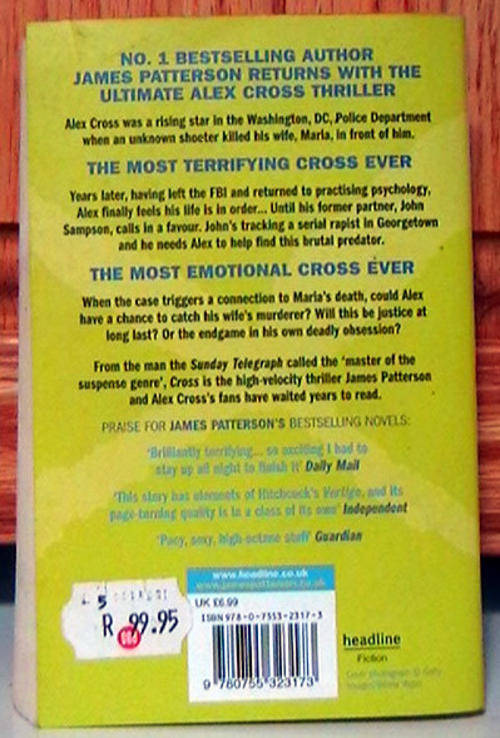 NO. 1 BESTSELLING AUTHOR
JAMES PATTERSON RETURNS WITH THE
ULTIMATE ALEX CROSS THRILLER
Alex Cross was a rising star in the Washington, DC, Police Department
when an unknown shooter killed his wife, Maria, in front of him.
THE MOST TERRIFYING CROSS EVER
Years later, having left the FBI and returned to practising psychology,
Alex finally feels his life is in order... Until his former partner, John
Sampson, calls in a favour. John's tracking a serial rapist in Georgetown
and he needs Alex to help find this brutal predator.
THE MOST EMOTIONAL CROSS EVER
When the case triggers a connection to Maria's death, could Alex
have a chance to catch his wife's murderer? Will this be justice at
long last? Or the endgame in his own deadly obsession?
From the man the Sunday Telegraph called the 'master of the
suspense genre', Cross is the high-velocity thriller James Patterson
and Alex Cross's fans have waited years to read.
PRAISE FOR JAMES PATTERSON'S BESTSELLING NOVELS:
'Brilliantly terrifying... so exciting I had to
stay up all night to finish it' Daily Mail
'This story has elements of Hitchcock's Vertigo, and its
page-turning quality is in a class of its own' Independent
'Pacy, sexy, high-octane stuff' Guardian
www.headline.co.uk
www.jamespatterson.co.uk
5
R 99.95
UK £6.99
ISBN 978-0-7553-2317-3
9 780755 323173
headline
Fiction
Cover photograph © Getty
Images